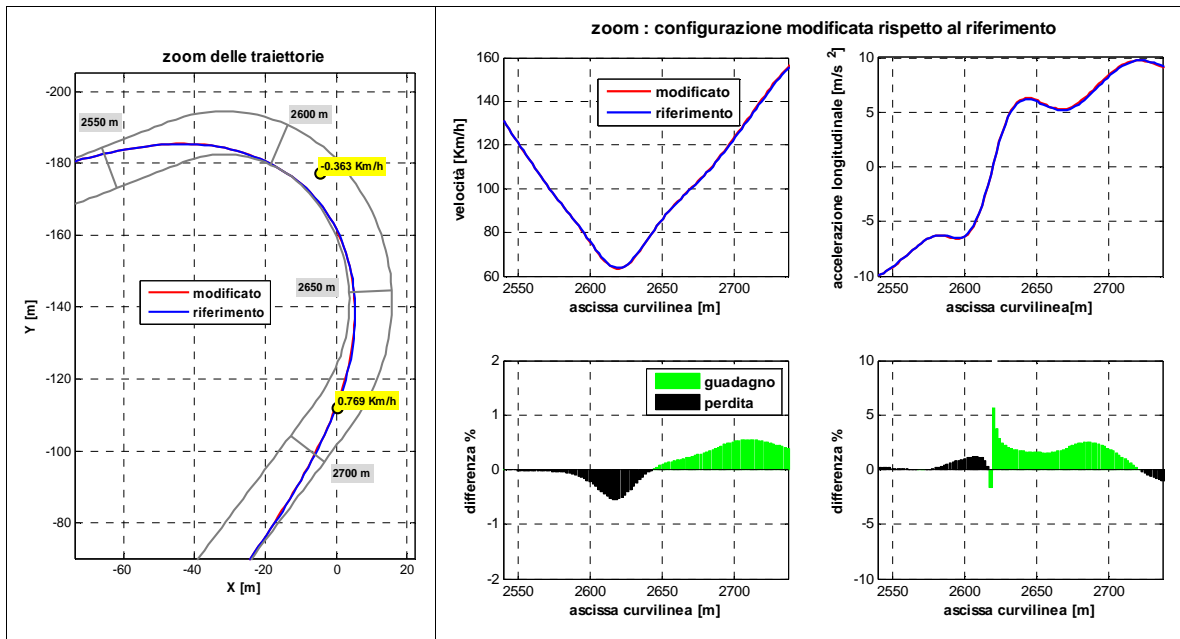 zoom delle traiettorie
-200
-180
-160
-140
-120
-100
-80
Y [m]
-60
-40
-20
0
20
X [m]
2550 m
2600 m
-0.363 Km/h
2650 m
modificato
riferimento
0.769 Km/h
2700 m
zoom : configurazione modificata rispetto al riferimento
160
140
120
100
80
60
velocità [Km/h]
modificato
riferimento
2550
2600
2650
2700
ascissa curvilinea [m]
10
5
0
-5
-10
accelerazione longitudinale [m/s 2]
2550
2600
2650
2700
ascissa curvilinea[m]
2
1
0
-1
-2
differenza %
guadagno
perdita
2550
2600
2650
2700
ascissa curvilinea [m]
10
5
0
-5
-10
differenza %
2550
2600
2650
2700
ascissa curvilinea [m]